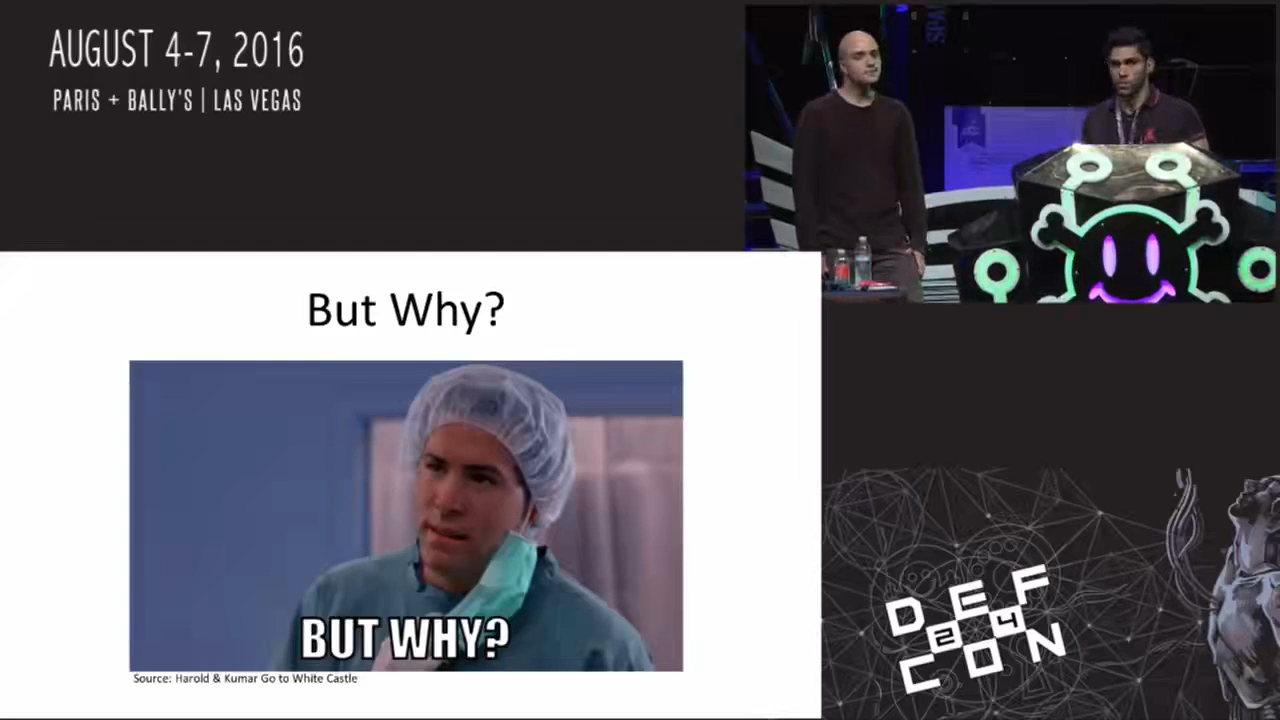 AUGUST 4-7, 2016
PARIS + BALLY'S | LAS VEGAS
But Why?
BUT WHY?
Source: Harold & Kumar Go to White Castle
DEF
24
CON